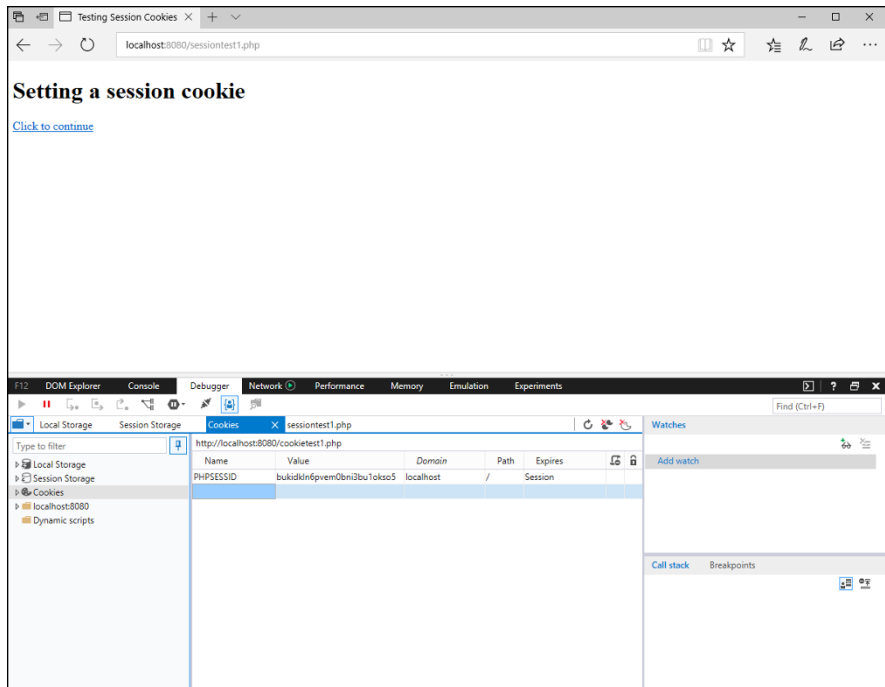 Testing Session Cookies
localhost:8080/sessiontest1.php
Setting a session cookie
Click to continue
F12 DOM Explorer Console Debugger Network Performance Memory Emulation Experiments
Find (Ctrl+F)
Local Storage Session Storage Cookies sessiontest1.php Watches
Type to filter http://localhost:8080/cookietest1.php
Name Value Domain Path Expires Add watch
Local Storage
PHPSESSID bukidkln6pvem0bni3bu1okso5 localhost / Session
Session Storage
Cookies
localhost:8080
Dynamic scripts
Call stack Breakpoints